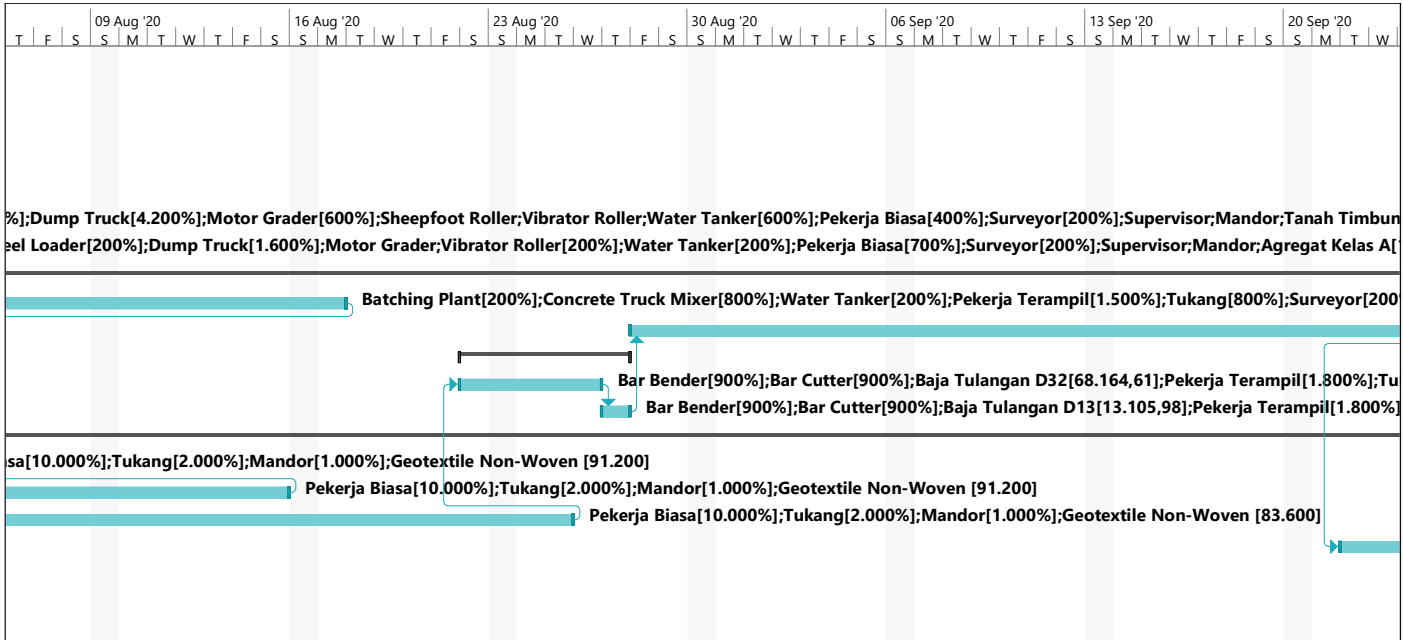 09 Aug '20 16 Aug '20 23 Aug '20 30 Aug '20 06 Sep '20 13 Sep '20 20 Sep '20
T F S S M T W T F S S M T W T F S S M T W T F S S M T W T F S S M T W T F S S M T W T F S S M T W
%];Dump Truck[4.200%];Motor Grader[600%];Sheepfoot Roller;Vibrator Roller;Water Tanker[600%];Pekerja Biasa[400%];Surveyor[200%];Supervisor;Mandor;Tanah Timbun
eel Loader[200%];Dump Truck[1.600%];Motor Grader;Vibrator Roller[200%];Water Tanker[200%];Pekerja Biasa[700%];Surveyor[200%];Supervisor;Mandor;Agregat Kelas A[
Batching Plant[200%];Concrete Truck Mixer[800%];Water Tanker[200%];Pekerja Terampil[1.500%];Tukang[800%];Surveyor[200
Bar Bender[900%];Bar Cutter[900%];Baja Tulangan D32[68.164,61];Pekerja Terampil[1.800%];Tu
Bar Bender[900%];Bar Cutter[900%];Baja Tulangan D13[13.105,98];Pekerja Terampil[1.800%]
sa[10.000%];Tukang[2.000%];Mandor[1.000%];Geotextile Non-Woven [91.200]
Pekerja Biasa[10.000%];Tukang[2.000%];Mandor[1.000%];Geotextile Non-Woven [91.200]
Pekerja Biasa[10.000%];Tukang[2.000%];Mandor[1.000%];Geotextile Non-Woven [83.600]